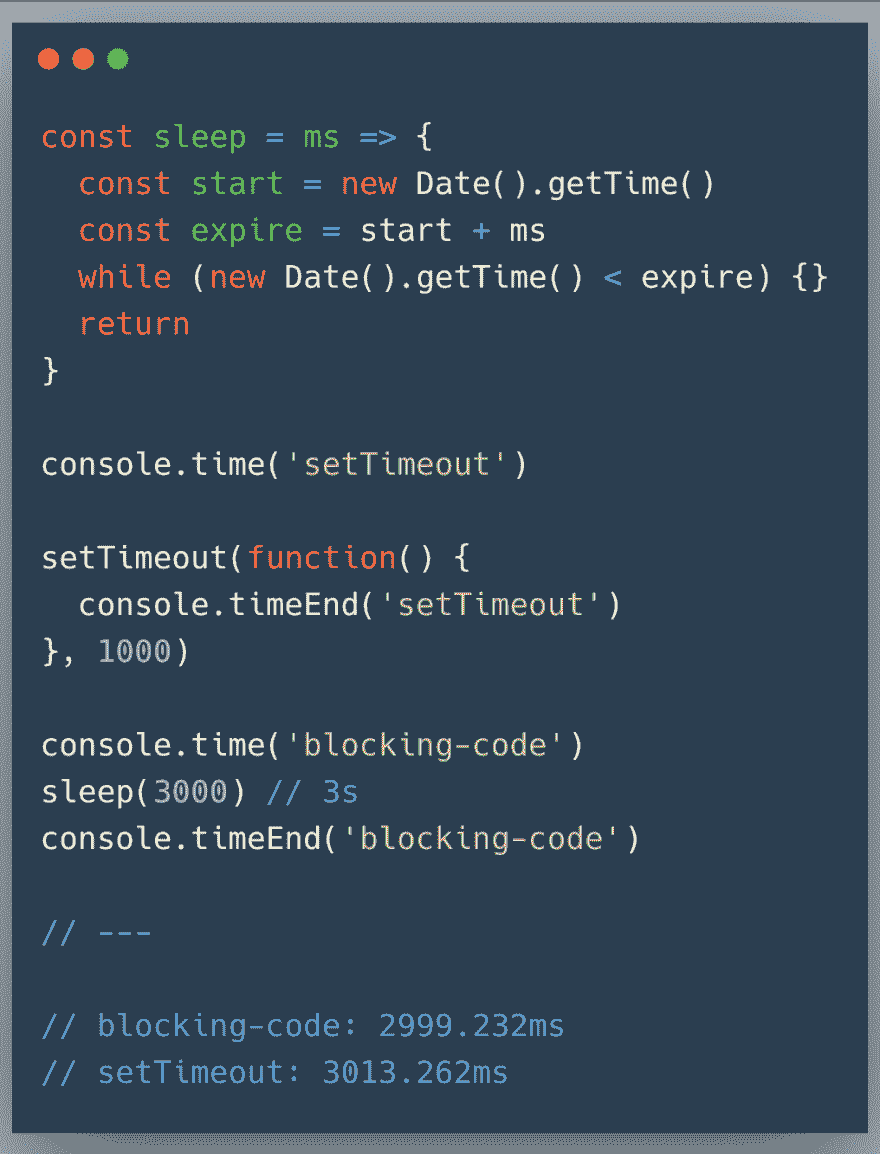 const sleep = ms => {
  const start = new Date().getTime()
  const expire = start + ms
  while (new Date().getTime() < expire) {}
  return
}
console.time('setTimeout')
setTimeout(function() {
  console.timeEnd('setTimeout')
}, 1000)
console.time('blocking-code')
sleep(3000) // 3s
console.timeEnd('blocking-code')
// ---
// blocking-code: 2999.232ms
// setTimeout: 3013.262ms